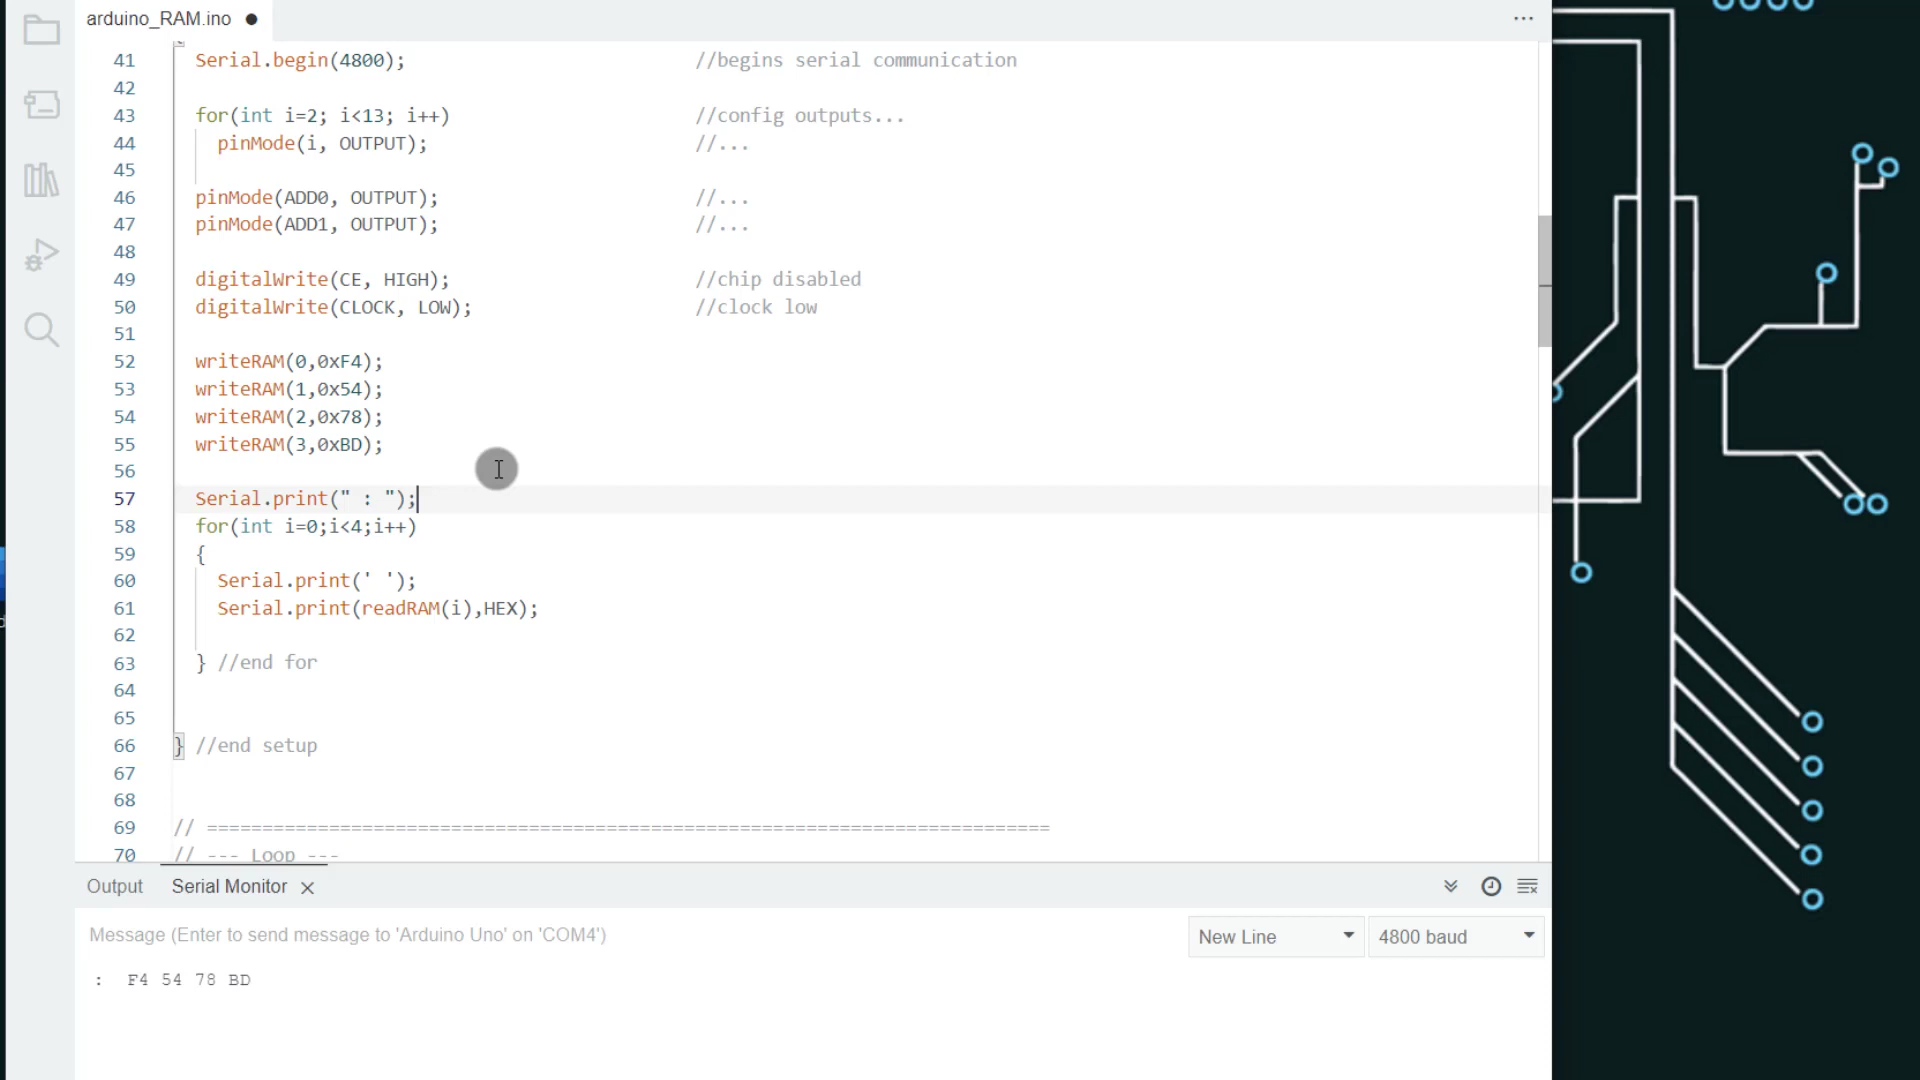 arduino_RAM.ino ● ...
41 Serial.begin(4800); //begins serial communication
42
43 for(int i=2; i<13; i++) //config outputs...
44 pinMode(i, OUTPUT); //...
45
46 pinMode(ADD0, OUTPUT); //...
47 pinMode(ADD1, OUTPUT); //...
48
49 digitalWrite(CE, HIGH); //chip disabled
50 digitalWrite(CLOCK, LOW); //clock low
51
52 writeRAM(0,0xF4);
53 writeRAM(1,0x54);
54 writeRAM(2,0x78);
55 writeRAM(3,0xBD);
56
57 Serial.print(" : ");
58 for(int i=0;i<4;i++)
59 {
60 Serial.print(' ');
61 Serial.print(readRAM(i),HEX);
62
63 } //end for
64
65
66 } //end setup
67
68
69 // ============================================================================
70 // --- Loop ---
Output Serial Monitor ×
Message (Enter to send message to 'Arduino Uno' on 'COM4') New Line 4800 baud
: F4 54 78 BD